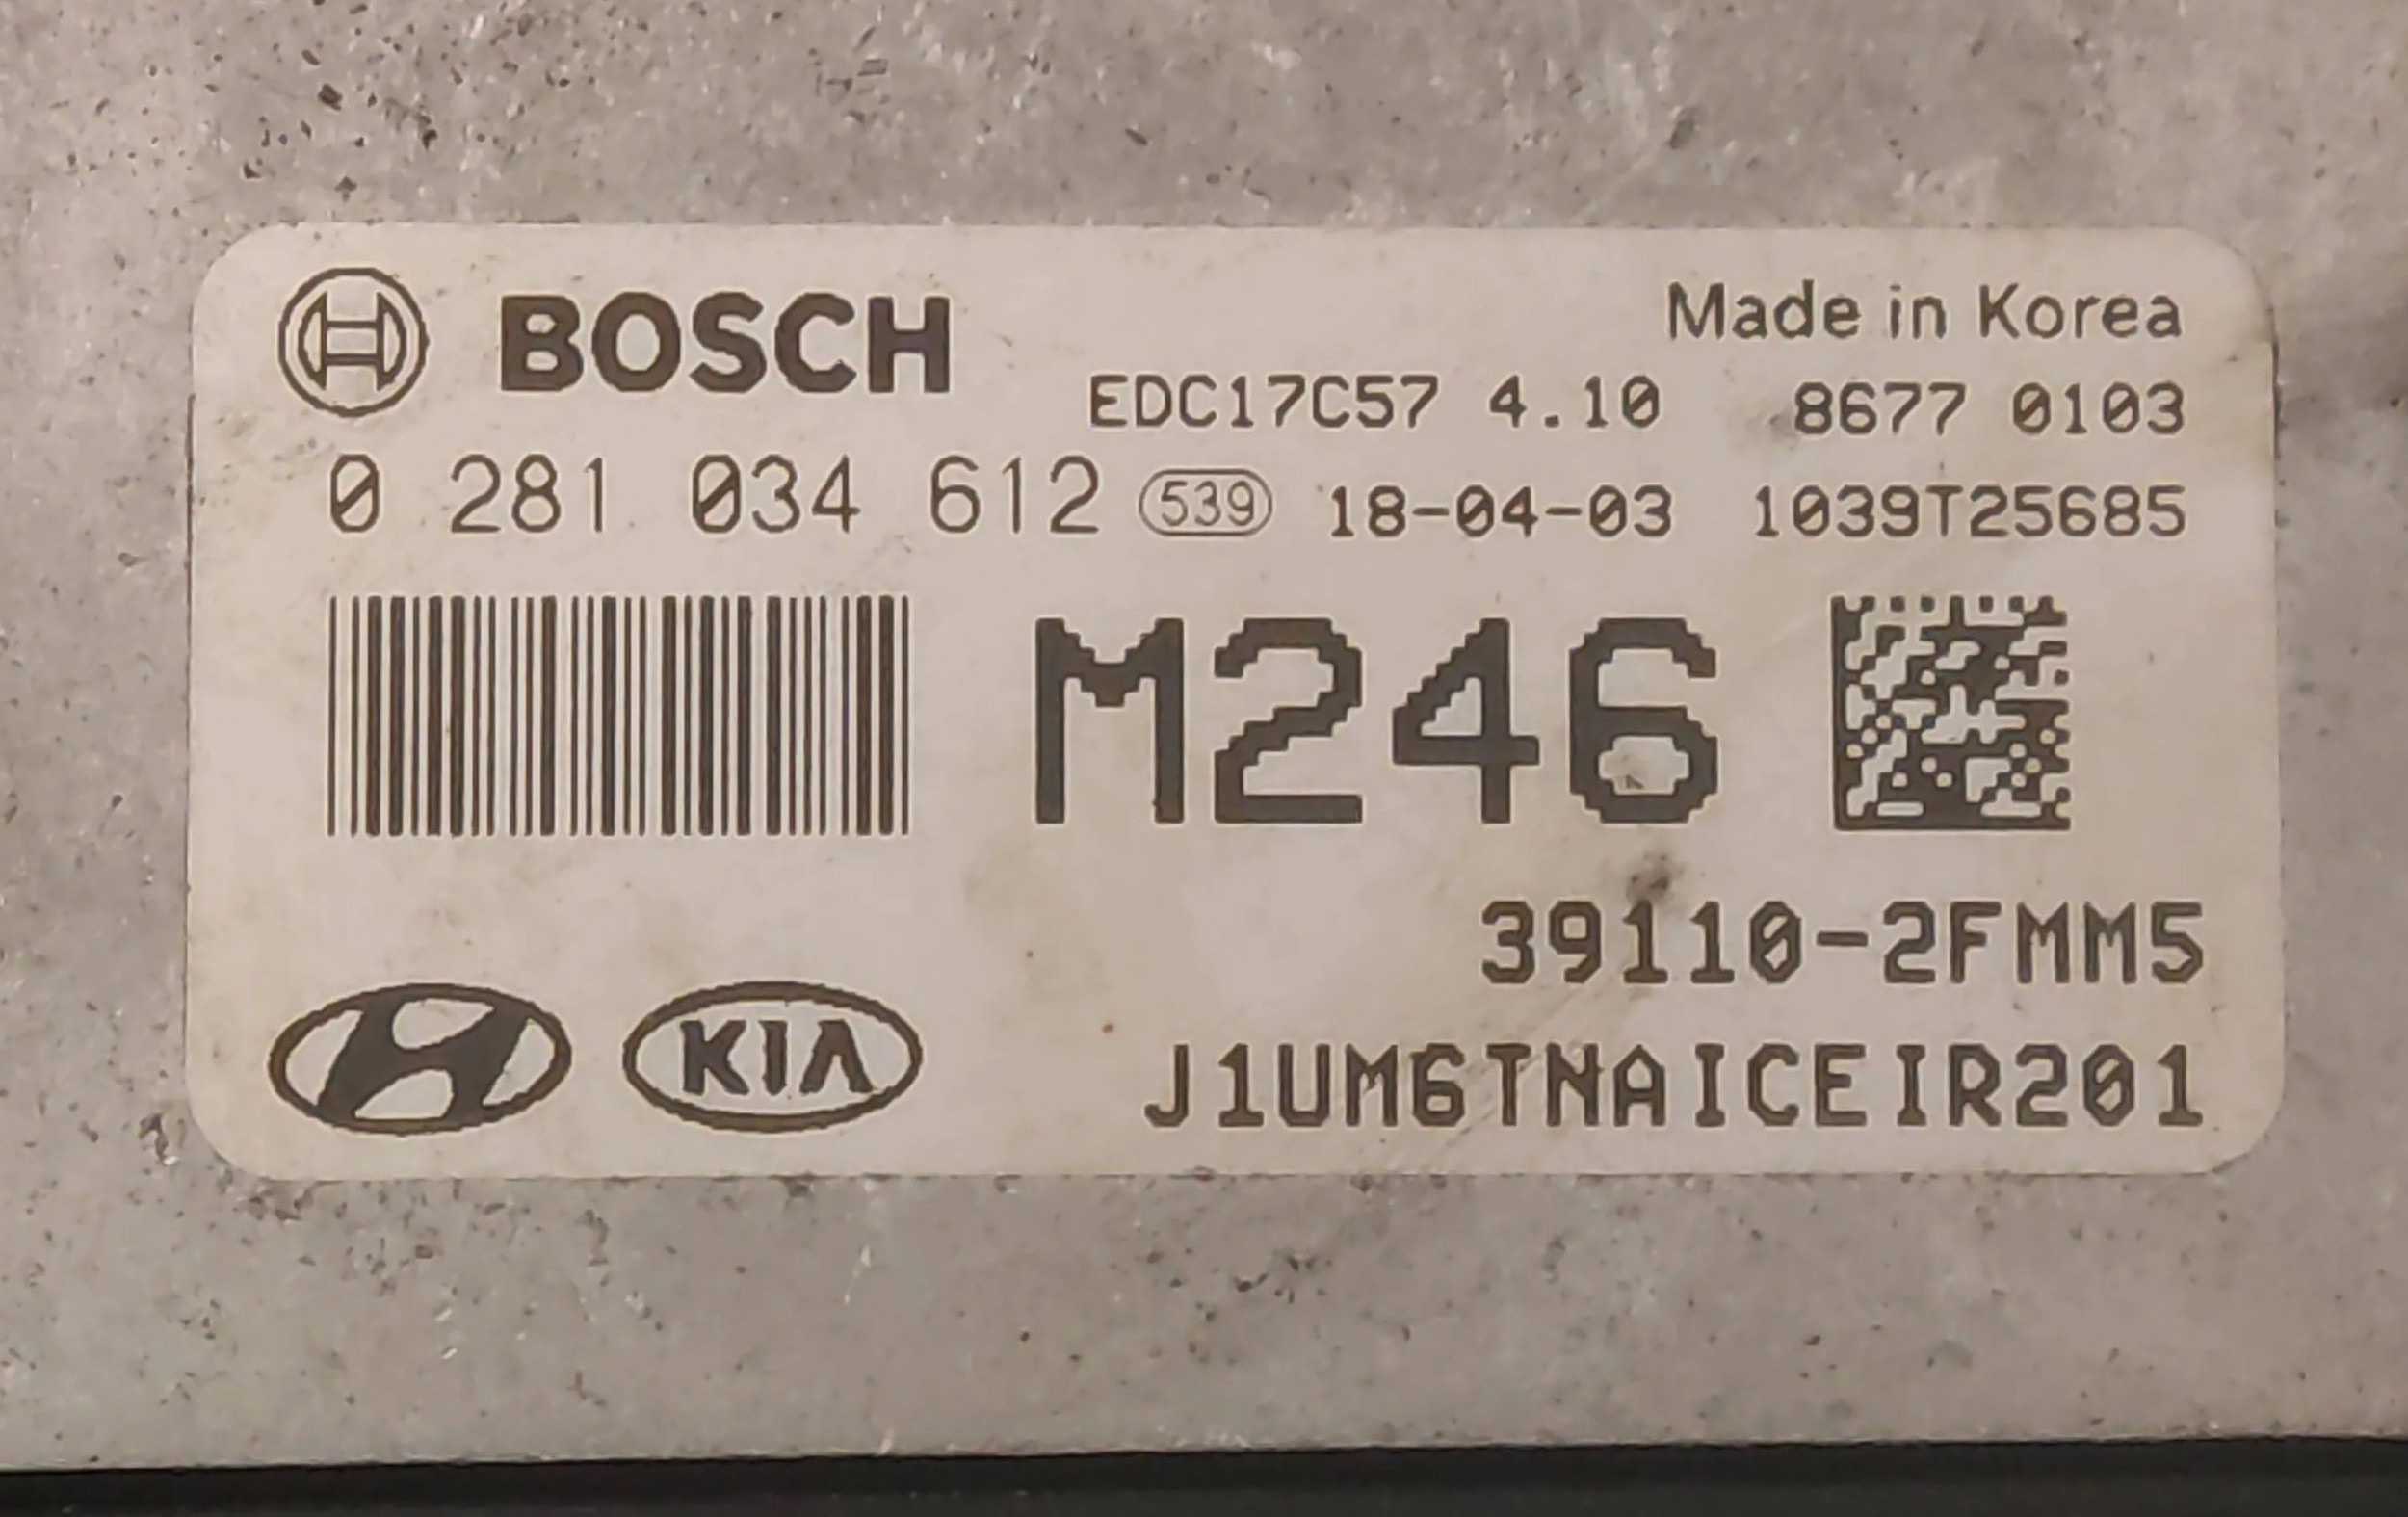 BOSCH
Made in Korea
EDC17C57 4.10 8677 0103
0 281 034 612 539 18-04-03 1039T25685
M246
39110-2FMM5
KIA
J1UM6TNAICEIR201